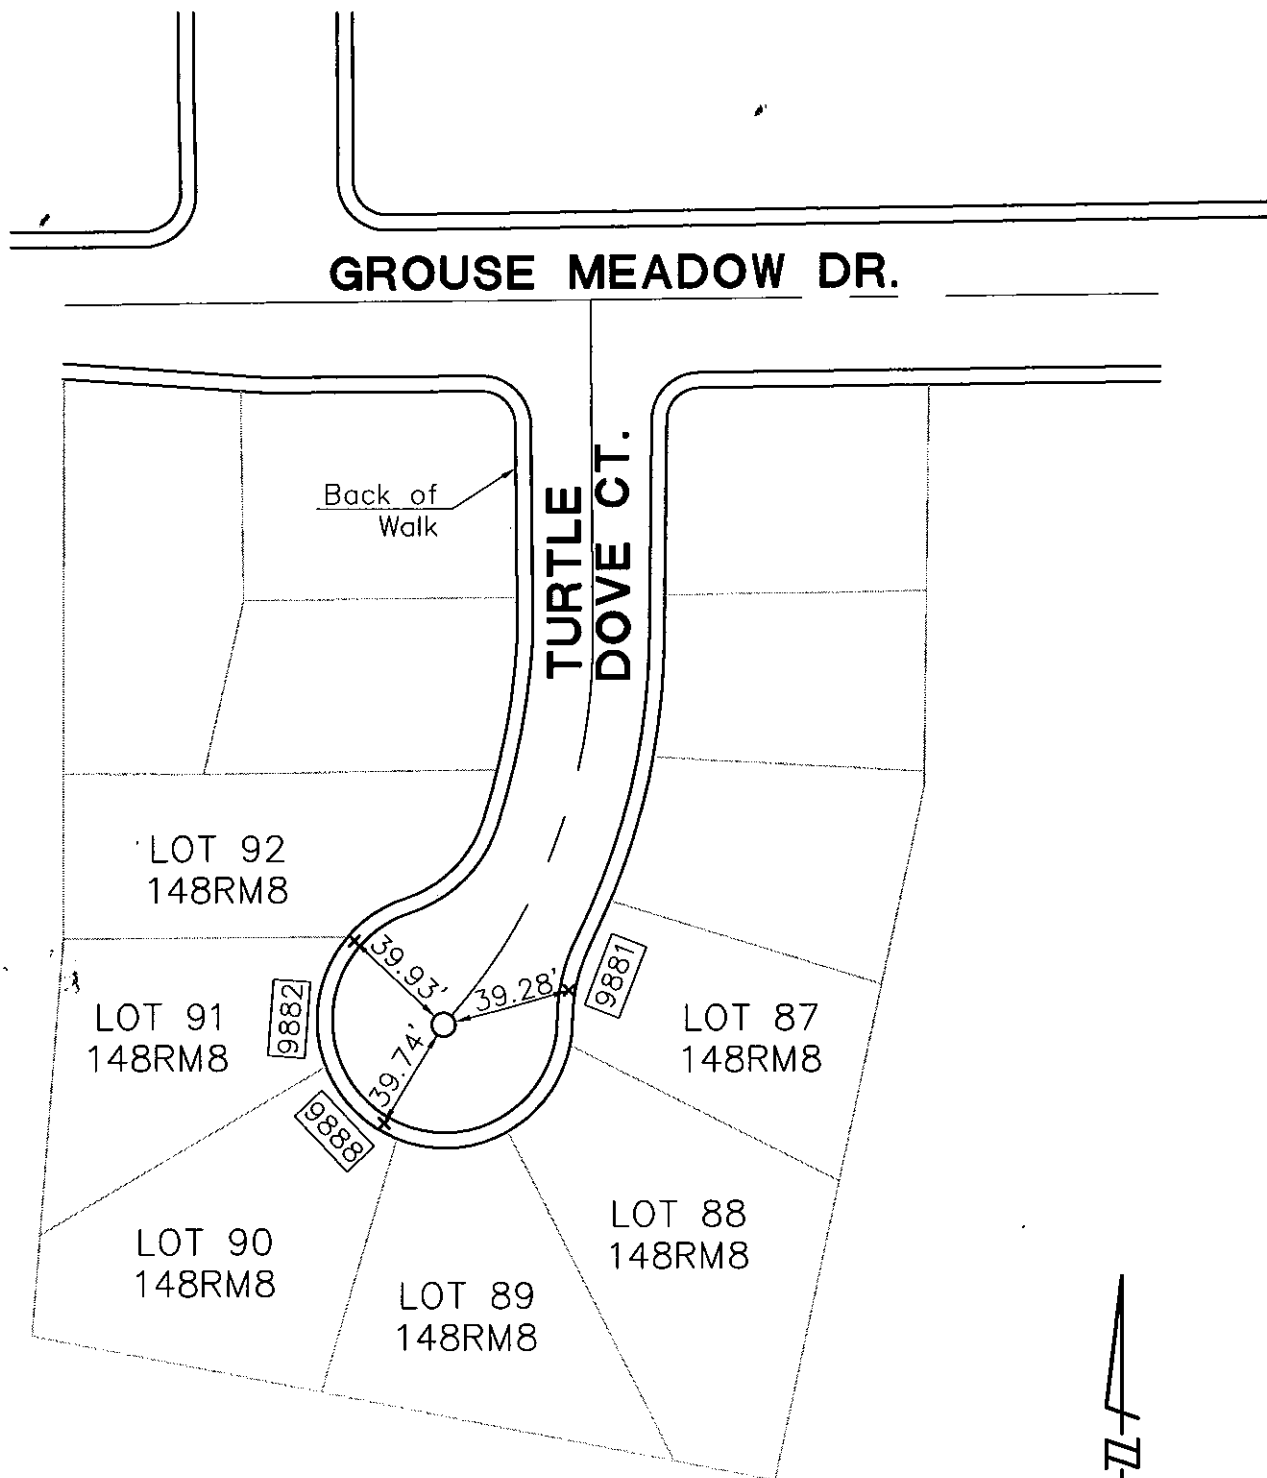 GROUSE MEADOW DR.
Back of
Walk
TURTLE
DOVE CT.
LOT 92
148RM8
39.93'
39.28'
9881
9882
LOT 91
148RM8
LOT 87
148RM8
39.74'
9888
LOT 88
148RM8
LOT 90
148RM8
LOT 89
148RM8
N